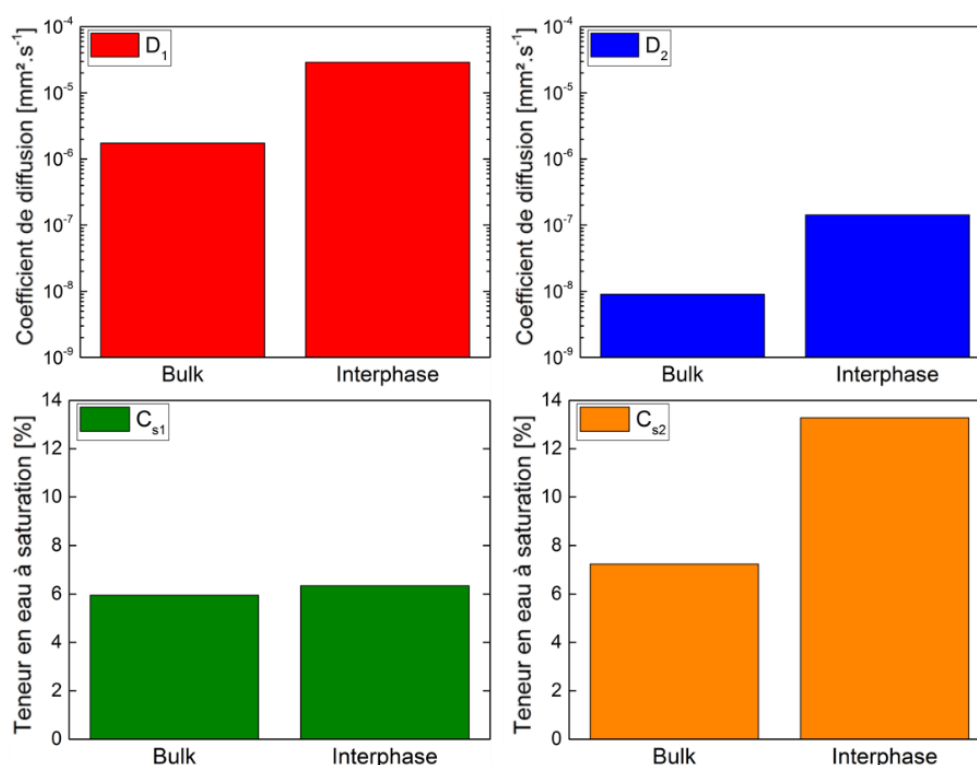 Coefficient de diffusion [mm².s⁻¹]
D₁
10⁻⁴
10⁻⁵
10⁻⁶
10⁻⁷
10⁻⁸
10⁻⁹
Bulk Interphase
Coefficient de diffusion [mm².s⁻¹]
D₂
10⁻⁴
10⁻⁵
10⁻⁶
10⁻⁷
10⁻⁸
10⁻⁹
Bulk Interphase
Teneur en eau à saturation [%]
Cₛ₁
14
12
10
8
6
4
2
0
Bulk Interphase
Teneur en eau à saturation [%]
Cₛ₂
14
12
10
8
6
4
2
0
Bulk Interphase